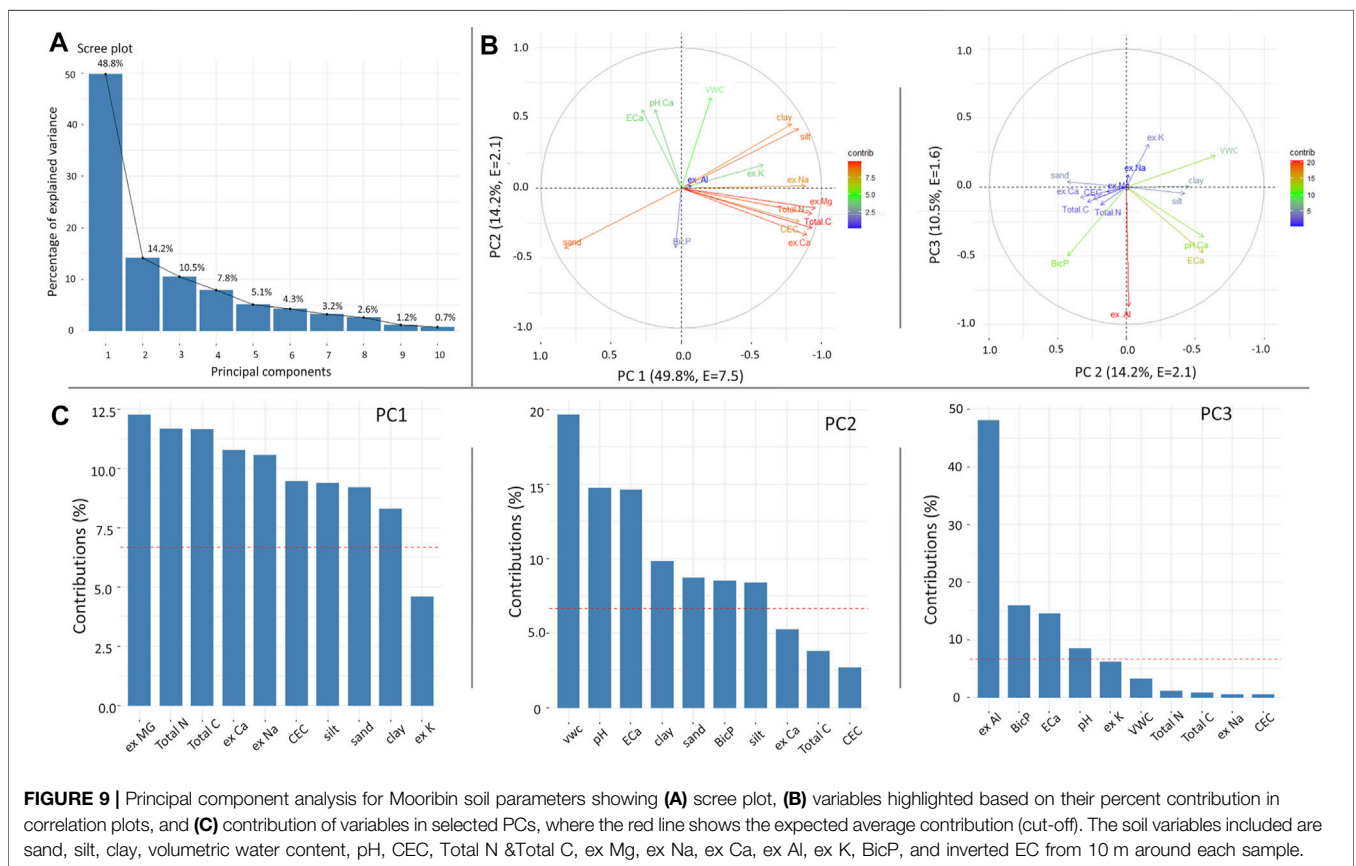 A
Scree plot
48.8%
14.2%
10.5%
7.8%
5.1%
4.3%
3.2%
2.6%
1.2%
0.7%
50
40
30
20
10
0
Percentage of explained variance
1 2 3 4 5 6 7 8 9 10
Principal components
B
1.0
0.5
0.0
-0.5
-1.0
PC2 (14.2%, E=2.1)
VWC
pH.Ca
ECa
clay
silt
ex.K
ex. Al
ex.Na
ex.Mg
Total.N
Total.C
CEC
ex.Ca
sand
BicP
1.0 0.5 0.0 -0.5 -1.0
PC 1 (49.8%, E=7.5)
contrib
7.5
5.0
2.5
1.0
0.5
0.0
-0.5
-1.0
PC3 (10.5%, E=1.6)
ex.K
VWC
ex.Na
sand
clay
ex.Ca
CEC
silt
Total.C
Total.N
pH.Ca
ECa
BicP
ex. Al
1.0 0.5 0.0 -0.5 -1.0
PC 2 (14.2%, E=2.1)
contrib
20
15
10
5
C
PC1
12.5
10.0
7.5
5.0
2.5
0.0
Contributions (%)
ex MG Total N Total C ex Ca ex Na CEC silt sand clay ex K
PC2
20
15
10
5.0
0
Contributions (%)
vwc pH ECa clay sand BicP silt ex Ca Total C CEC
PC3
50
40
30
20
10
0
Contributions (%)
ex Al BicP ECa pH ex K VWC Total N Total C ex Na CEC
FIGURE 9 | Principal component analysis for Mooribin soil parameters showing (A) scree plot, (B) variables highlighted based on their percent contribution in
correlation plots, and (C) contribution of variables in selected PCs, where the red line shows the expected average contribution (cut-off). The soil variables included are
sand, silt, clay, volumetric water content, pH, CEC, Total N &Total C, ex Mg, ex Na, ex Ca, ex Al, ex K, BicP, and inverted EC from 10 m around each sample.